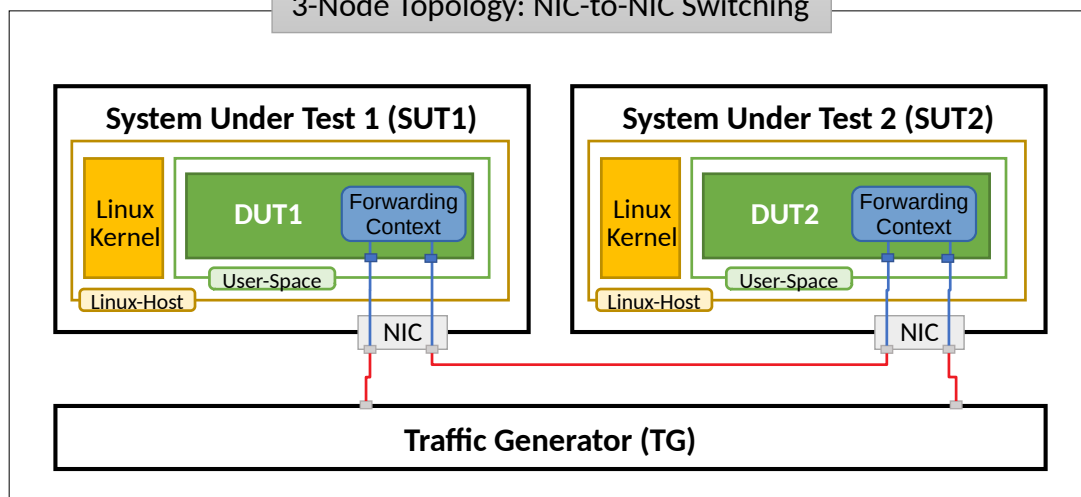 3-Node Topology: NIC-to-NIC Switching
System Under Test 1 (SUT1)
Linux
Kernel
DUT1
Forwarding
Context
User-Space
Linux-Host
NIC
System Under Test 2 (SUT2)
Linux
Kernel
DUT2
Forwarding
Context
User-Space
Linux-Host
NIC
Traffic Generator (TG)